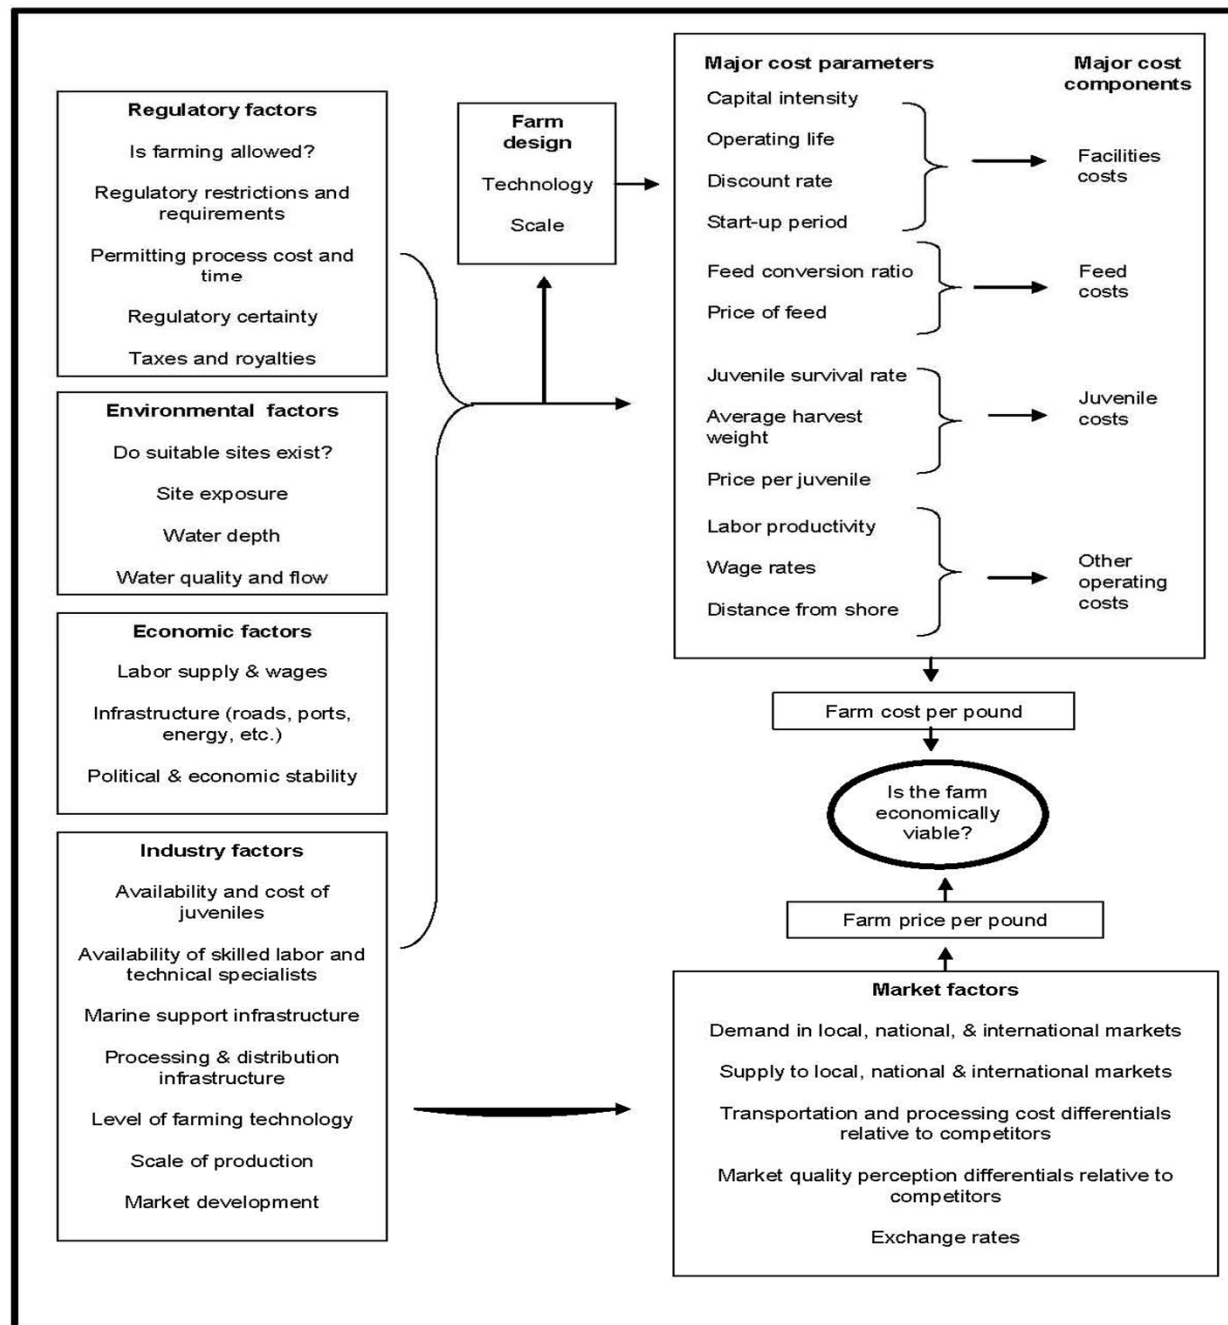 Regulatory factors
Is farming allowed?
Regulatory restrictions and
requirements
Permitting process cost and
time
Regulatory certainty
Taxes and royalties
Environmental  factors
Do suitable sites exist?
Site exposure
Water depth
Water quality and flow
Economic factors
Labor supply & wages
Infrastructure (roads, ports,
energy, etc.)
Political & economic stability
Industry factors
Availability and cost of
juveniles
Availability of skilled labor and
technical specialists
Marine support infrastructure
Processing & distribution
infrastructure
Level of farming technology
Scale of production
Market development
Farm
design
Technology
Scale
Major cost parameters
Capital intensity
Operating life
Discount rate
Start-up period
Feed conversion ratio
Price of feed
Juvenile survival rate
Average harvest
weight
Price per juvenile
Labor productivity
Wage rates
Distance from shore
Major cost
components
Facilities
costs
Feed
costs
Juvenile
costs
Other
operating
costs
Farm cost per pound
Is the farm
economically
viable?
Farm price per pound
Market factors
Demand in local, national, & international markets
Supply to local, national & international markets
Transportation and processing cost differentials
relative to competitors
Market quality perception differentials relative to
competitors
Exchange rates